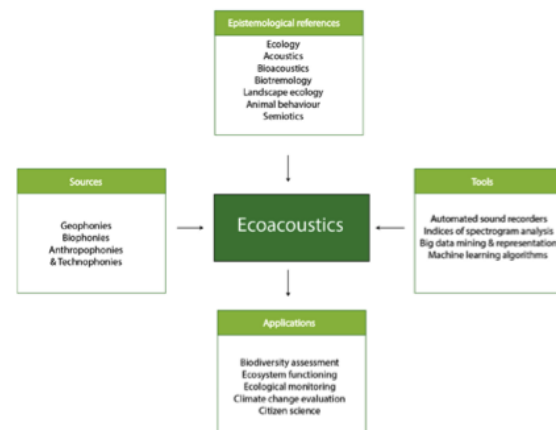 Epistemological references
Ecology
Acoustics
Bioacoustics
Biotremology
Landscape ecology
Animal behaviour
Semiotics
Sources
Geophonies
Biophonies
Anthropophonies
& Technophonies
Ecoacoustics
Tools
Automated sound recorders
Indices of spectrogram analysis
Big data mining & representation
Machine learning algorithms
Applications
Biodiversity assessment
Ecosystem functioning
Ecological monitoring
Climate change evaluation
Citizen science